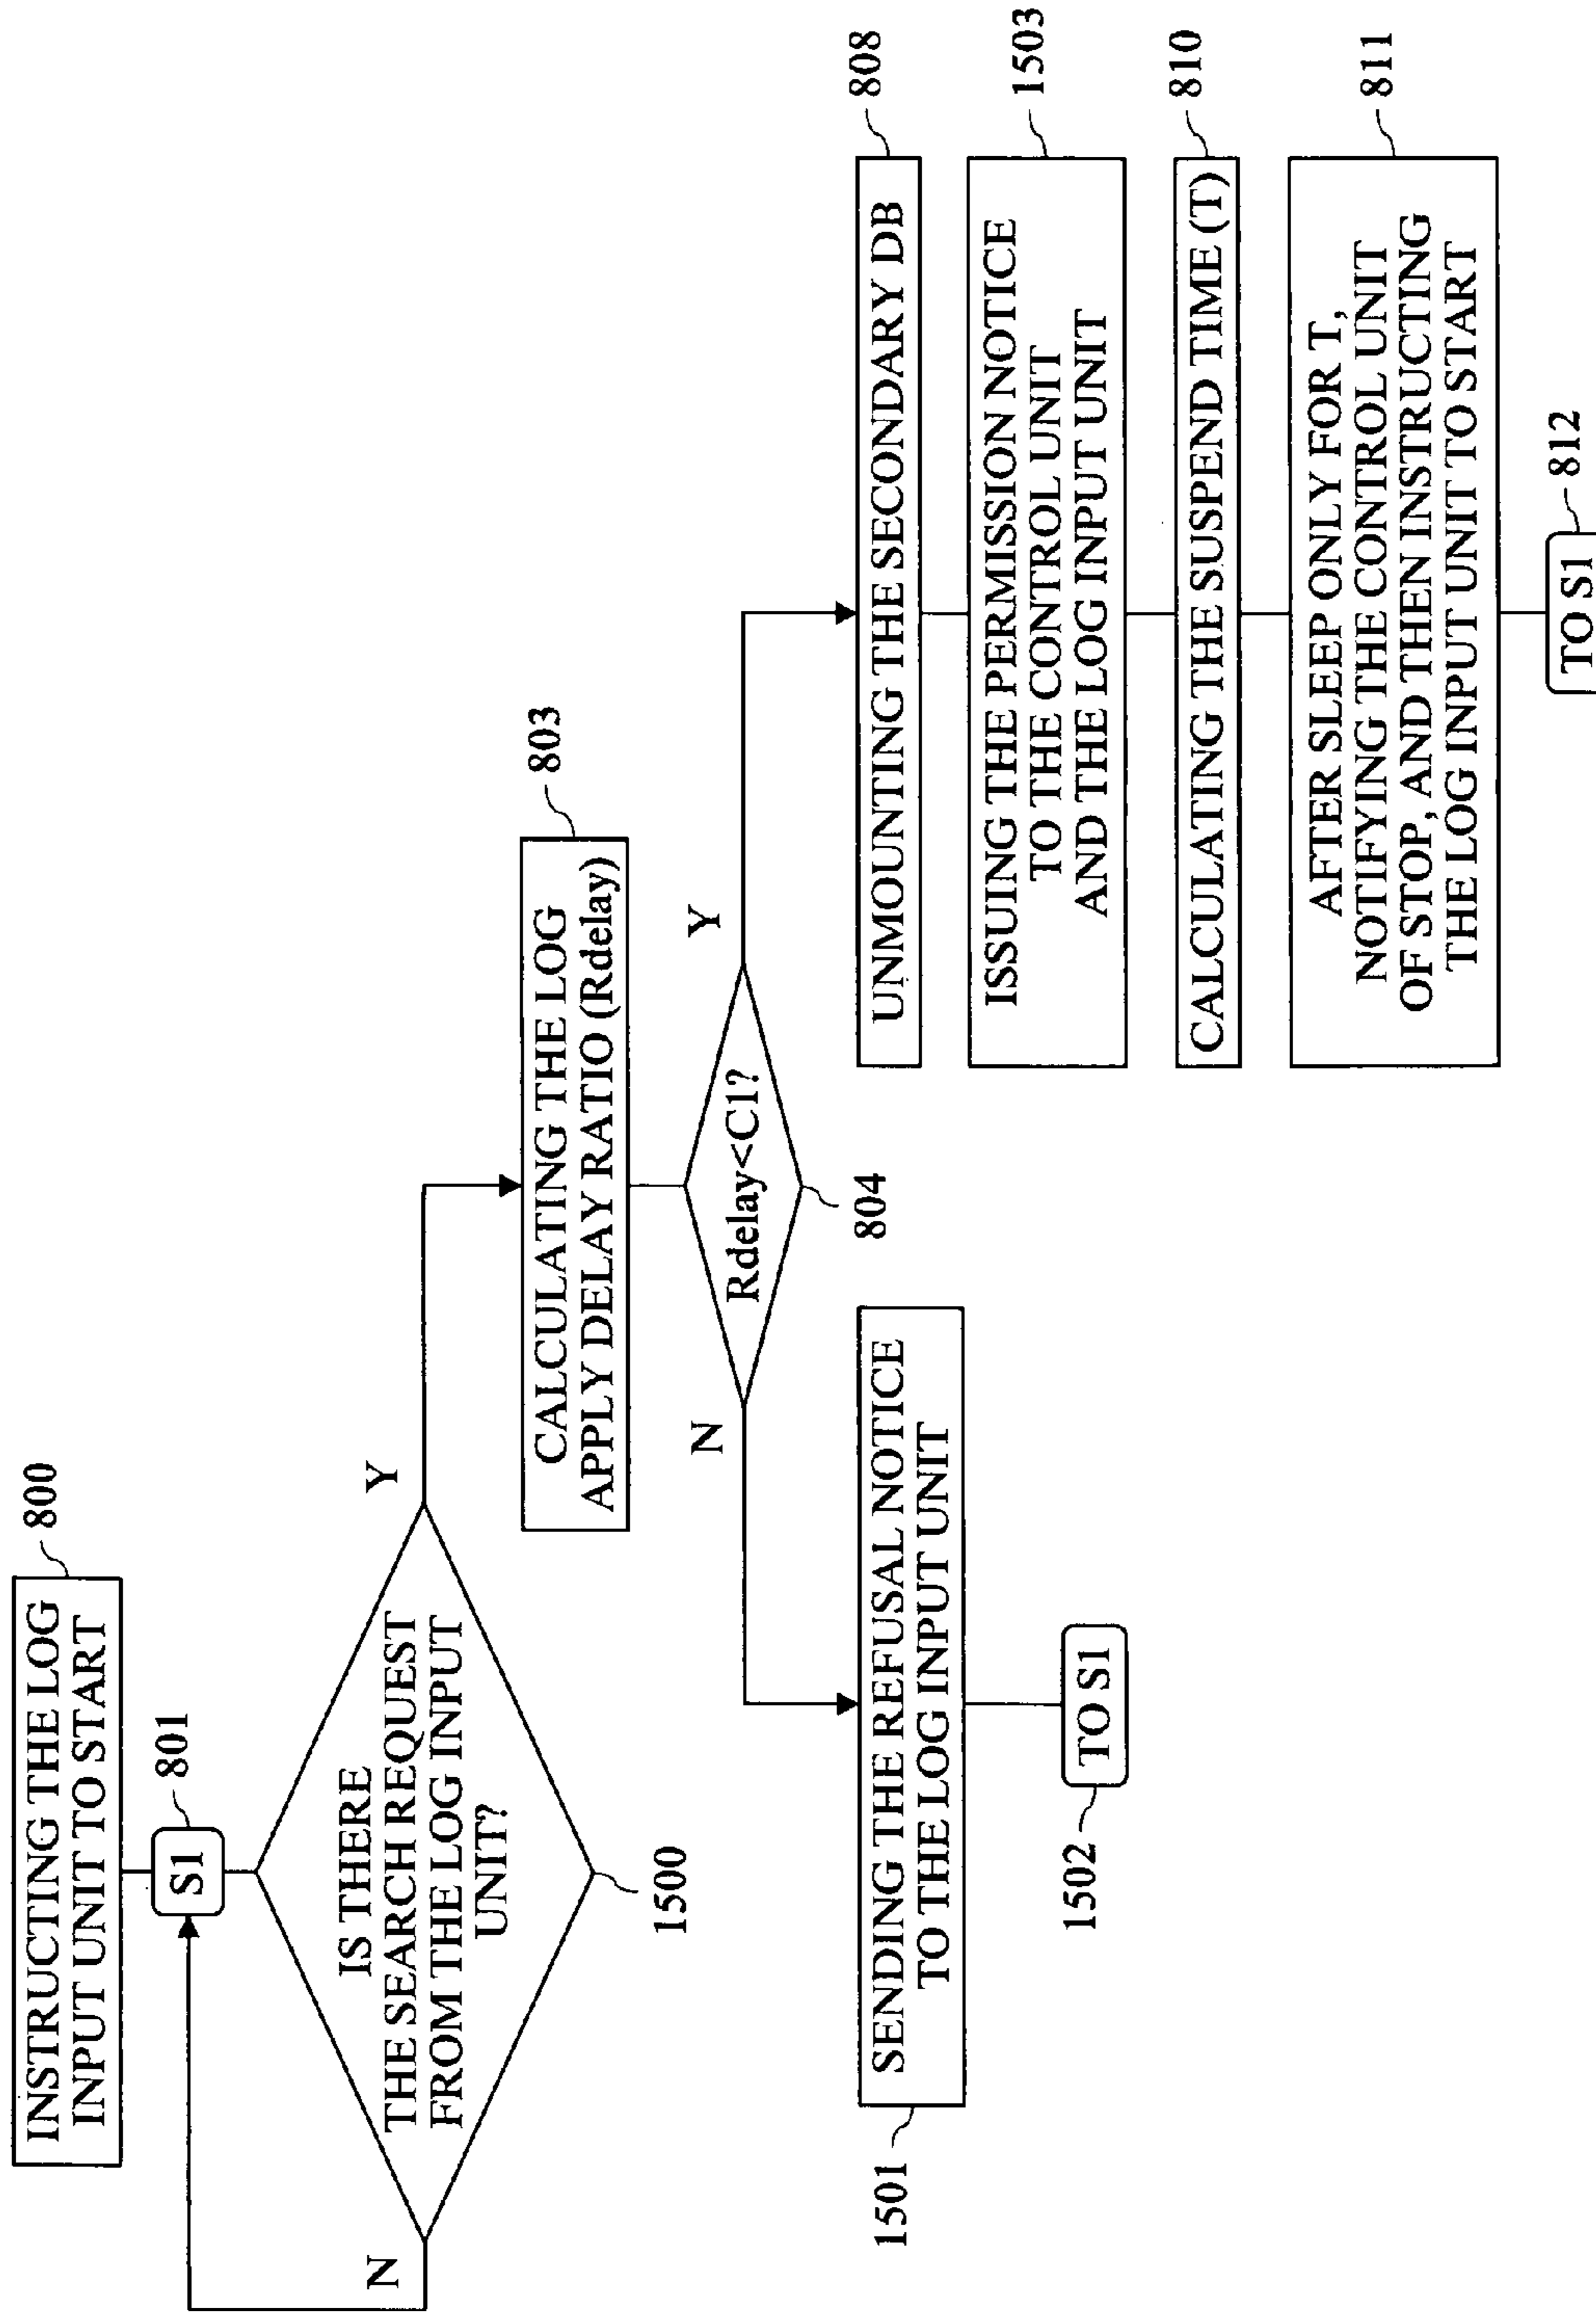 INSTRUCTING THE LOG
INPUT UNIT TO START
800
S1
801
IS THERE
THE SEARCH REQUEST
FROM THE LOG INPUT
UNIT?
N
Y
1500
CALCULATING THE LOG
APPLY DELAY RATIO (Rdelay)
803
Rdelay<C1?
N
Y
804
SENDING THE REFUSAL NOTICE
TO THE LOG INPUT UNIT
1501
TO S1
1502
UNMOUNTING THE SECONDARY DB
808
ISSUING THE PERMISSION NOTICE
TO THE CONTROL UNIT
AND THE LOG INPUT UNIT
1503
CALCULATING THE SUSPEND TIME (T)
810
AFTER SLEEP ONLY FOR T,
NOTIFYING THE CONTROL UNIT
OF STOP, AND THEN INSTRUCTING
THE LOG INPUT UNIT TO START
811
TO S1
812